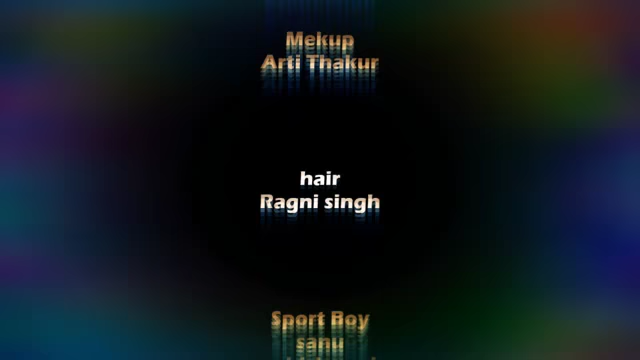 Mekup
Arti Thakur
hair
Ragni singh
Sport Boy
sanu